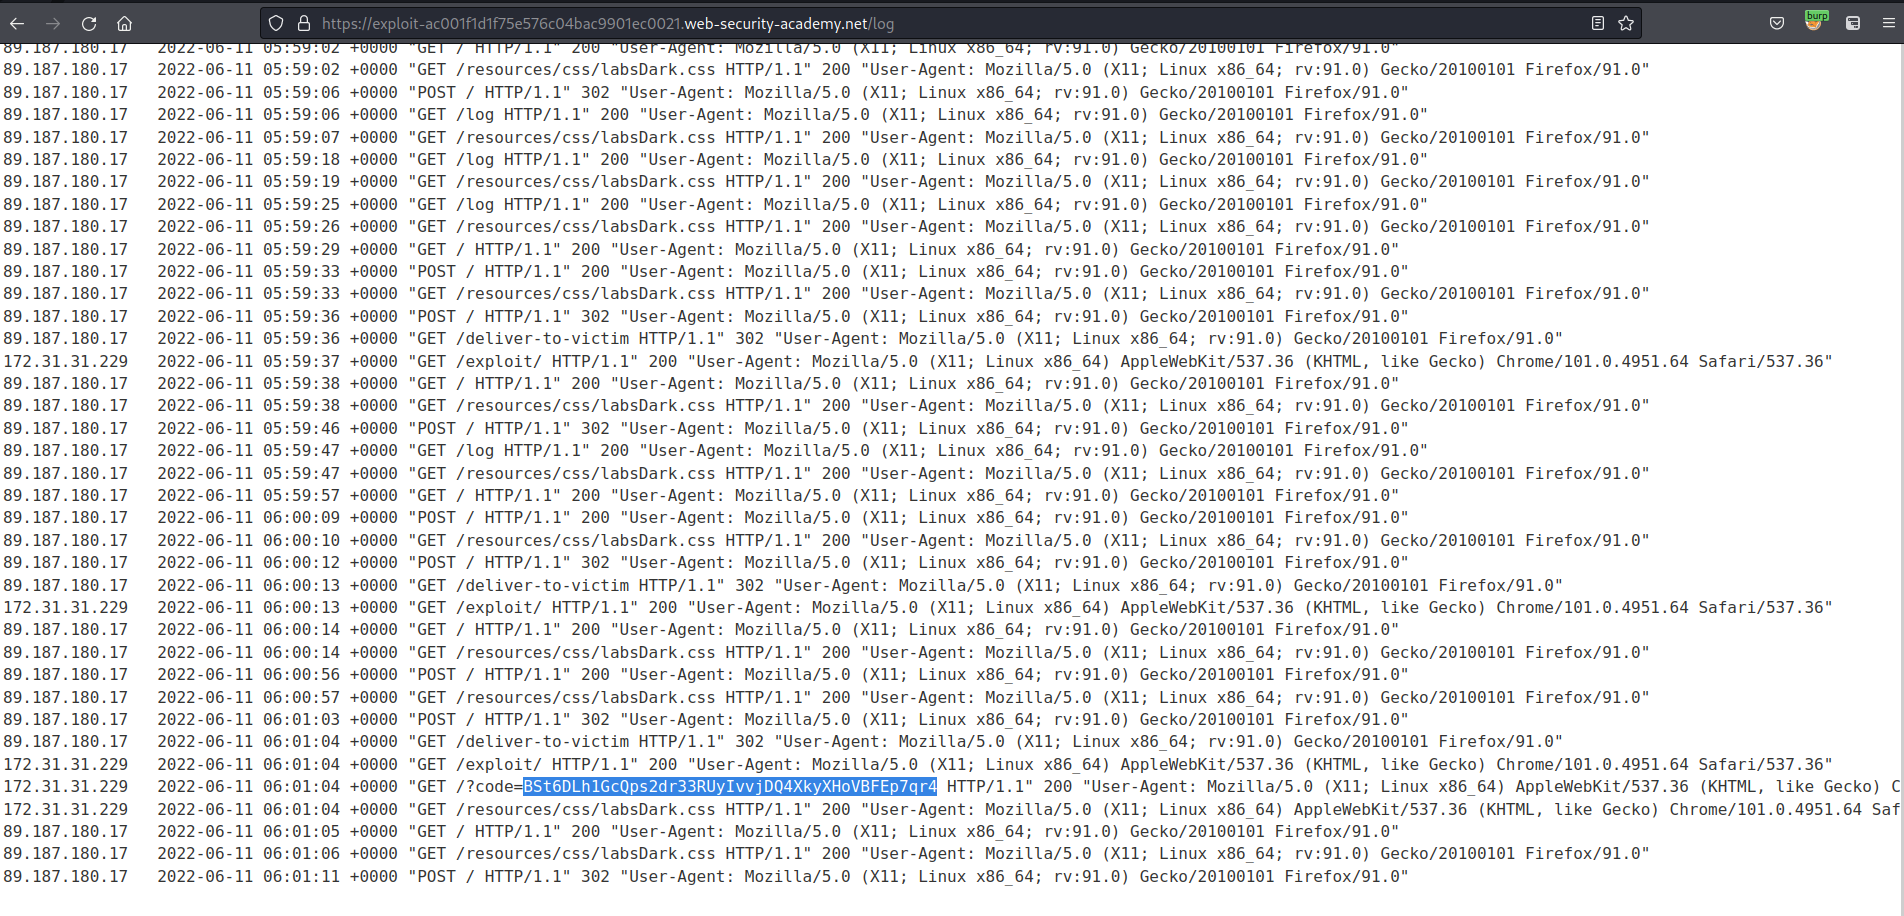 https://exploit-ac001f1d1f75e576c04bac9901ec0021.web-security-academy.net/log
burp
89.187.180.17 2022-06-11 05:59:02 +0000 "GET / HTTP/1.1" 200 "User-Agent: Mozilla/5.0 (X11; Linux x86_64; rv:91.0) Gecko/20100101 Firefox/91.0"
89.187.180.17 2022-06-11 05:59:02 +0000 "GET /resources/css/labsDark.css HTTP/1.1" 200 "User-Agent: Mozilla/5.0 (X11; Linux x86_64; rv:91.0) Gecko/20100101 Firefox/91.0"
89.187.180.17 2022-06-11 05:59:06 +0000 "POST / HTTP/1.1" 302 "User-Agent: Mozilla/5.0 (X11; Linux x86_64; rv:91.0) Gecko/20100101 Firefox/91.0"
89.187.180.17 2022-06-11 05:59:06 +0000 "GET /log HTTP/1.1" 200 "User-Agent: Mozilla/5.0 (X11; Linux x86_64; rv:91.0) Gecko/20100101 Firefox/91.0"
89.187.180.17 2022-06-11 05:59:07 +0000 "GET /resources/css/labsDark.css HTTP/1.1" 200 "User-Agent: Mozilla/5.0 (X11; Linux x86_64; rv:91.0) Gecko/20100101 Firefox/91.0"
89.187.180.17 2022-06-11 05:59:18 +0000 "GET /log HTTP/1.1" 200 "User-Agent: Mozilla/5.0 (X11; Linux x86_64; rv:91.0) Gecko/20100101 Firefox/91.0"
89.187.180.17 2022-06-11 05:59:19 +0000 "GET /resources/css/labsDark.css HTTP/1.1" 200 "User-Agent: Mozilla/5.0 (X11; Linux x86_64; rv:91.0) Gecko/20100101 Firefox/91.0"
89.187.180.17 2022-06-11 05:59:25 +0000 "GET /log HTTP/1.1" 200 "User-Agent: Mozilla/5.0 (X11; Linux x86_64; rv:91.0) Gecko/20100101 Firefox/91.0"
89.187.180.17 2022-06-11 05:59:26 +0000 "GET /resources/css/labsDark.css HTTP/1.1" 200 "User-Agent: Mozilla/5.0 (X11; Linux x86_64; rv:91.0) Gecko/20100101 Firefox/91.0"
89.187.180.17 2022-06-11 05:59:29 +0000 "GET / HTTP/1.1" 200 "User-Agent: Mozilla/5.0 (X11; Linux x86_64; rv:91.0) Gecko/20100101 Firefox/91.0"
89.187.180.17 2022-06-11 05:59:33 +0000 "POST / HTTP/1.1" 200 "User-Agent: Mozilla/5.0 (X11; Linux x86_64; rv:91.0) Gecko/20100101 Firefox/91.0"
89.187.180.17 2022-06-11 05:59:33 +0000 "GET /resources/css/labsDark.css HTTP/1.1" 200 "User-Agent: Mozilla/5.0 (X11; Linux x86_64; rv:91.0) Gecko/20100101 Firefox/91.0"
89.187.180.17 2022-06-11 05:59:36 +0000 "POST / HTTP/1.1" 302 "User-Agent: Mozilla/5.0 (X11; Linux x86_64; rv:91.0) Gecko/20100101 Firefox/91.0"
89.187.180.17 2022-06-11 05:59:36 +0000 "GET /deliver-to-victim HTTP/1.1" 302 "User-Agent: Mozilla/5.0 (X11; Linux x86_64; rv:91.0) Gecko/20100101 Firefox/91.0"
172.31.31.229 2022-06-11 05:59:37 +0000 "GET /exploit/ HTTP/1.1" 200 "User-Agent: Mozilla/5.0 (X11; Linux x86_64) AppleWebKit/537.36 (KHTML, like Gecko) Chrome/101.0.4951.64 Safari/537.36"
89.187.180.17 2022-06-11 05:59:38 +0000 "GET / HTTP/1.1" 200 "User-Agent: Mozilla/5.0 (X11; Linux x86_64; rv:91.0) Gecko/20100101 Firefox/91.0"
89.187.180.17 2022-06-11 05:59:38 +0000 "GET /resources/css/labsDark.css HTTP/1.1" 200 "User-Agent: Mozilla/5.0 (X11; Linux x86_64; rv:91.0) Gecko/20100101 Firefox/91.0"
89.187.180.17 2022-06-11 05:59:46 +0000 "POST / HTTP/1.1" 302 "User-Agent: Mozilla/5.0 (X11; Linux x86_64; rv:91.0) Gecko/20100101 Firefox/91.0"
89.187.180.17 2022-06-11 05:59:47 +0000 "GET /log HTTP/1.1" 200 "User-Agent: Mozilla/5.0 (X11; Linux x86_64; rv:91.0) Gecko/20100101 Firefox/91.0"
89.187.180.17 2022-06-11 05:59:47 +0000 "GET /resources/css/labsDark.css HTTP/1.1" 200 "User-Agent: Mozilla/5.0 (X11; Linux x86_64; rv:91.0) Gecko/20100101 Firefox/91.0"
89.187.180.17 2022-06-11 05:59:57 +0000 "GET / HTTP/1.1" 200 "User-Agent: Mozilla/5.0 (X11; Linux x86_64; rv:91.0) Gecko/20100101 Firefox/91.0"
89.187.180.17 2022-06-11 06:00:09 +0000 "POST / HTTP/1.1" 200 "User-Agent: Mozilla/5.0 (X11; Linux x86_64; rv:91.0) Gecko/20100101 Firefox/91.0"
89.187.180.17 2022-06-11 06:00:10 +0000 "GET /resources/css/labsDark.css HTTP/1.1" 200 "User-Agent: Mozilla/5.0 (X11; Linux x86_64; rv:91.0) Gecko/20100101 Firefox/91.0"
89.187.180.17 2022-06-11 06:00:12 +0000 "POST / HTTP/1.1" 302 "User-Agent: Mozilla/5.0 (X11; Linux x86_64; rv:91.0) Gecko/20100101 Firefox/91.0"
89.187.180.17 2022-06-11 06:00:13 +0000 "GET /deliver-to-victim HTTP/1.1" 302 "User-Agent: Mozilla/5.0 (X11; Linux x86_64; rv:91.0) Gecko/20100101 Firefox/91.0"
172.31.31.229 2022-06-11 06:00:13 +0000 "GET /exploit/ HTTP/1.1" 200 "User-Agent: Mozilla/5.0 (X11; Linux x86_64) AppleWebKit/537.36 (KHTML, like Gecko) Chrome/101.0.4951.64 Safari/537.36"
89.187.180.17 2022-06-11 06:00:14 +0000 "GET / HTTP/1.1" 200 "User-Agent: Mozilla/5.0 (X11; Linux x86_64; rv:91.0) Gecko/20100101 Firefox/91.0"
89.187.180.17 2022-06-11 06:00:14 +0000 "GET /resources/css/labsDark.css HTTP/1.1" 200 "User-Agent: Mozilla/5.0 (X11; Linux x86_64; rv:91.0) Gecko/20100101 Firefox/91.0"
89.187.180.17 2022-06-11 06:00:56 +0000 "POST / HTTP/1.1" 200 "User-Agent: Mozilla/5.0 (X11; Linux x86_64; rv:91.0) Gecko/20100101 Firefox/91.0"
89.187.180.17 2022-06-11 06:00:57 +0000 "GET /resources/css/labsDark.css HTTP/1.1" 200 "User-Agent: Mozilla/5.0 (X11; Linux x86_64; rv:91.0) Gecko/20100101 Firefox/91.0"
89.187.180.17 2022-06-11 06:01:03 +0000 "POST / HTTP/1.1" 302 "User-Agent: Mozilla/5.0 (X11; Linux x86_64; rv:91.0) Gecko/20100101 Firefox/91.0"
89.187.180.17 2022-06-11 06:01:04 +0000 "GET /deliver-to-victim HTTP/1.1" 302 "User-Agent: Mozilla/5.0 (X11; Linux x86_64; rv:91.0) Gecko/20100101 Firefox/91.0"
172.31.31.229 2022-06-11 06:01:04 +0000 "GET /exploit/ HTTP/1.1" 200 "User-Agent: Mozilla/5.0 (X11; Linux x86_64) AppleWebKit/537.36 (KHTML, like Gecko) Chrome/101.0.4951.64 Safari/537.36"
172.31.31.229 2022-06-11 06:01:04 +0000 "GET /?code=BSt6DLh1GcQps2dr33RUyIvvjDQ4XkyXHoVBFEp7qr4 HTTP/1.1" 200 "User-Agent: Mozilla/5.0 (X11; Linux x86_64) AppleWebKit/537.36 (KHTML, like Gecko) C
172.31.31.229 2022-06-11 06:01:04 +0000 "GET /resources/css/labsDark.css HTTP/1.1" 200 "User-Agent: Mozilla/5.0 (X11; Linux x86_64) AppleWebKit/537.36 (KHTML, like Gecko) Chrome/101.0.4951.64 Saf
89.187.180.17 2022-06-11 06:01:05 +0000 "GET / HTTP/1.1" 200 "User-Agent: Mozilla/5.0 (X11; Linux x86_64; rv:91.0) Gecko/20100101 Firefox/91.0"
89.187.180.17 2022-06-11 06:01:06 +0000 "GET /resources/css/labsDark.css HTTP/1.1" 200 "User-Agent: Mozilla/5.0 (X11; Linux x86_64; rv:91.0) Gecko/20100101 Firefox/91.0"
89.187.180.17 2022-06-11 06:01:11 +0000 "POST / HTTP/1.1" 302 "User-Agent: Mozilla/5.0 (X11; Linux x86_64; rv:91.0) Gecko/20100101 Firefox/91.0"